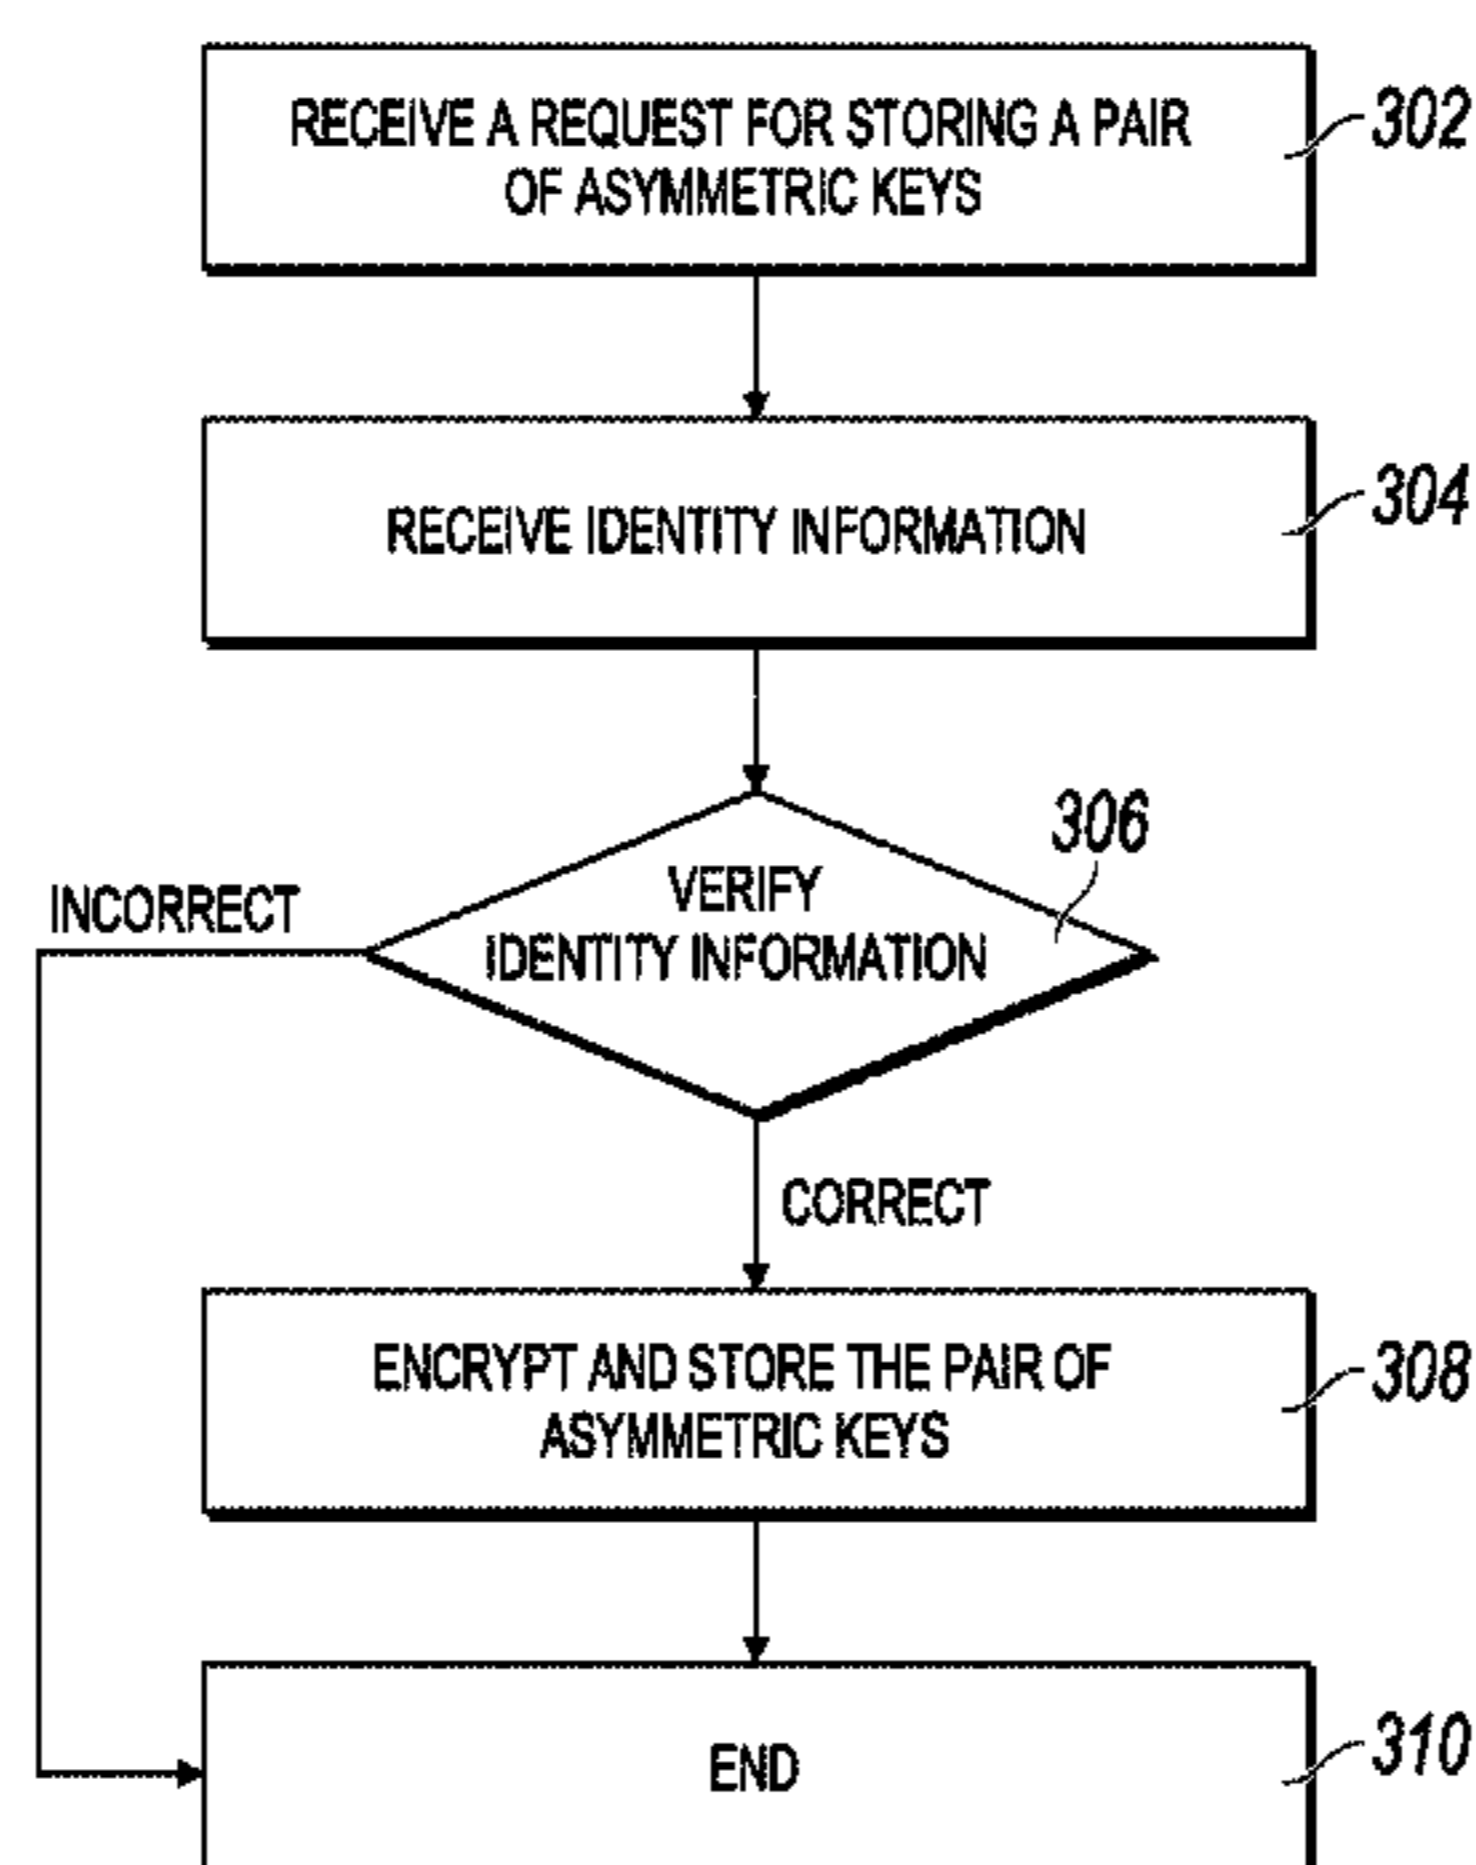 RECEIVE A REQUEST FOR STORING A PAIR
OF ASYMMETRIC KEYS
302
RECEIVE IDENTITY INFORMATION
304
306
VERIFY
IDENTITY INFORMATION
INCORRECT
CORRECT
ENCRYPT AND STORE THE PAIR OF
ASYMMETRIC KEYS
308
END
310